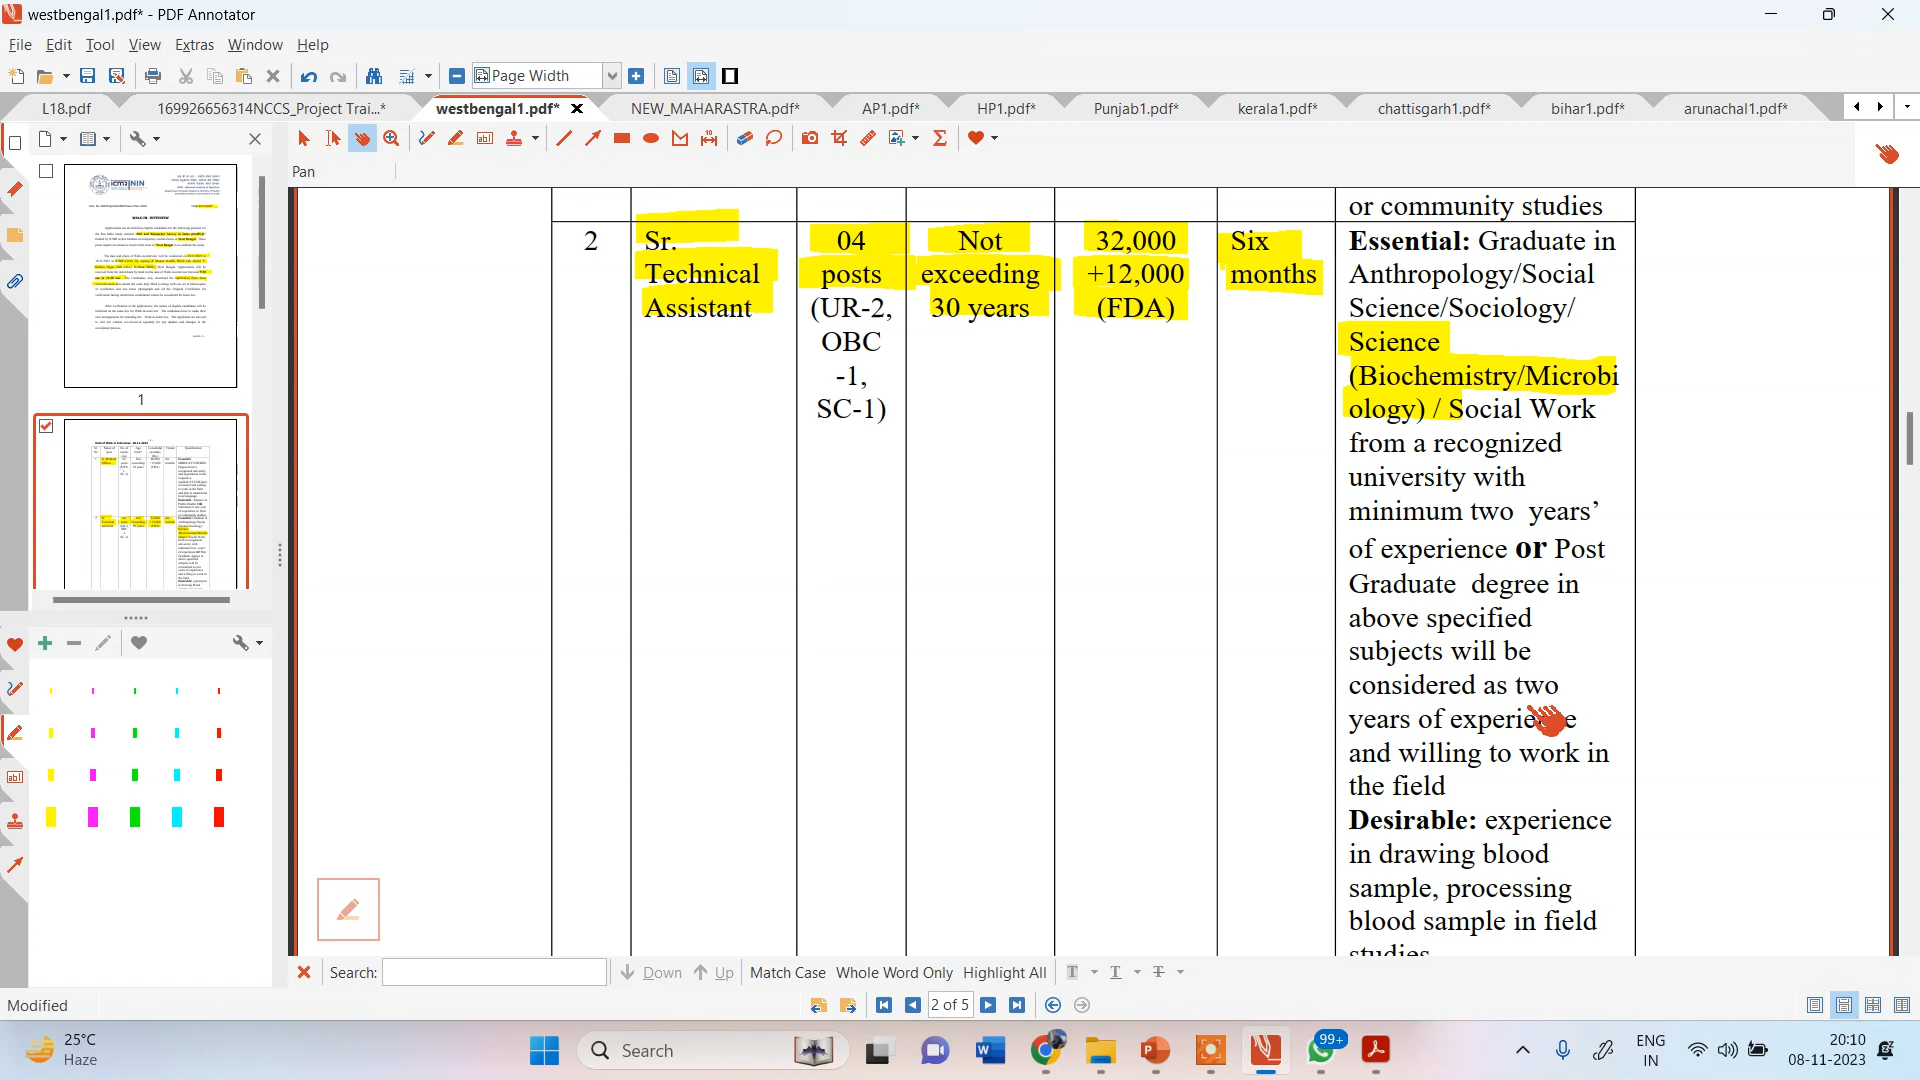 westbengal1.pdf* - PDF Annotator
File Edit Tool View Extras Window Help
Page Width
L18.pdf
169926656314NCCS_Project Trai...*
westbengal1.pdf*
NEW_MAHARASTRA.pdf*
AP1.pdf*
HP1.pdf*
Punjab1.pdf*
kerala1.pdf*
chattisgarh1.pdf*
bihar1.pdf*
arunachal1.pdf*
Pan
WALK-IN INTERVIEW
1
or community studies
2
Sr.
Technical
Assistant
04
posts
(UR-2,
OBC
-1,
SC-1)
Not
exceeding
30 years
32,000
+12,000
(FDA)
Six
months
Essential: Graduate in
Anthropology/Social
Science/Sociology/
Science
(Biochemistry/Microbi
ology) / Social Work
from a recognized
university with
minimum two years’
of experience or Post
Graduate degree in
above specified
subjects will be
considered as two
years of experience
and willing to work in
the field
Desirable: experience
in drawing blood
sample, processing
blood sample in field
studies
Search:
Down Up Match Case Whole Word Only Highlight All
Modified
2 of 5
25°C
Haze
Search
99+
ENG
IN
20:10
08-11-2023